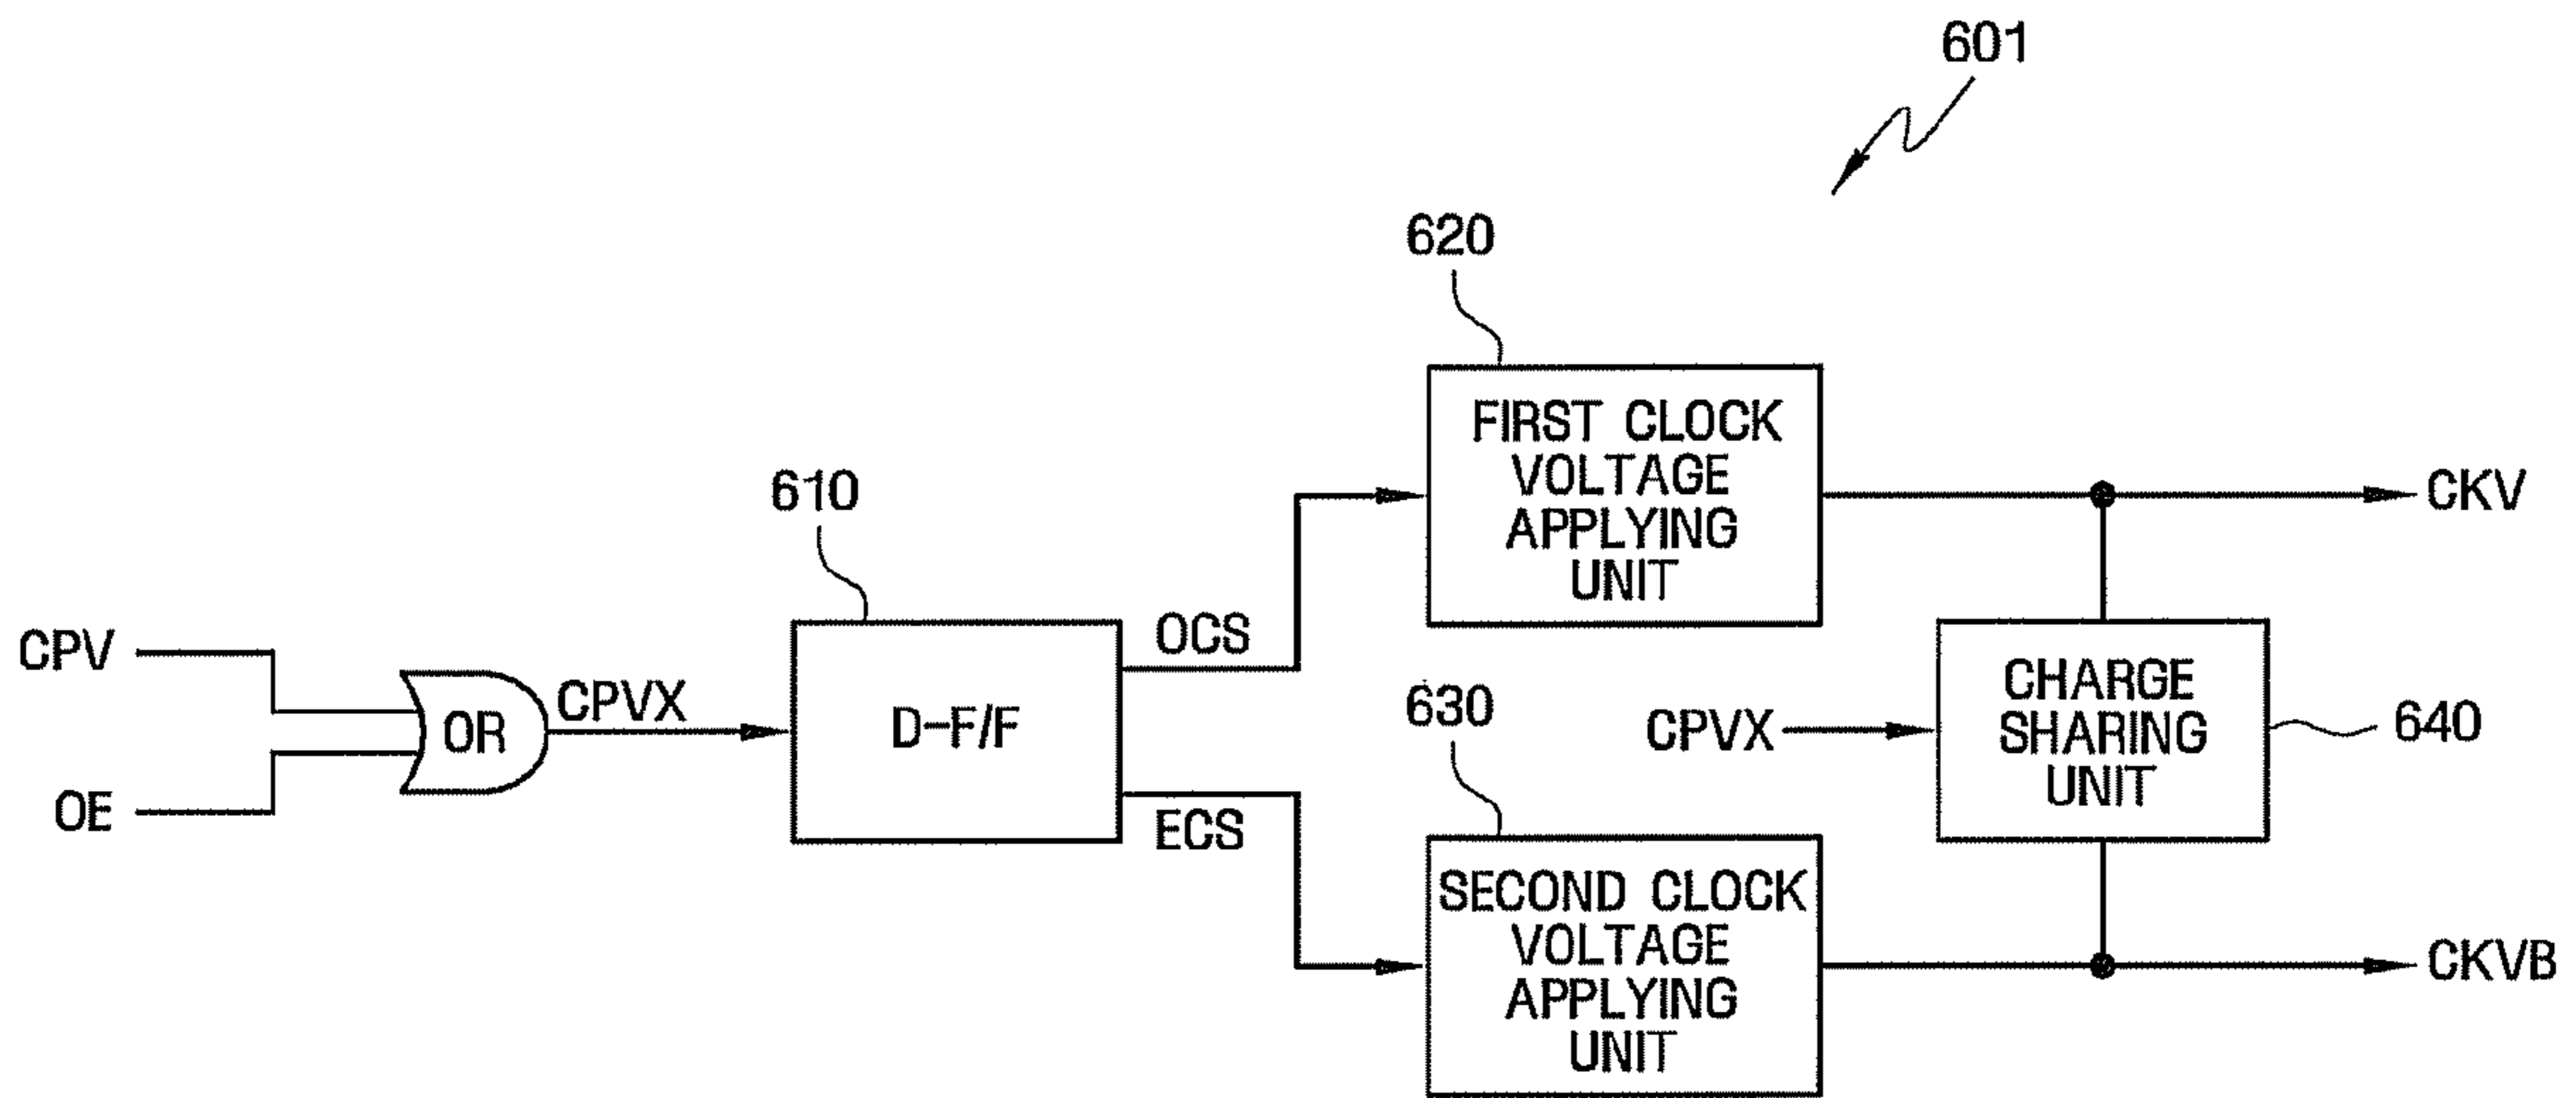 601
620
FIRST CLOCK
VOLTAGE
APPLYING
UNIT
CKV
610
CPV
OR
CPVX
D-F/F
OCS
ECS
OE
630
CPVX
CHARGE
SHARING
UNIT
640
SECOND CLOCK
VOLTAGE
APPLYING
UNIT
CKVB